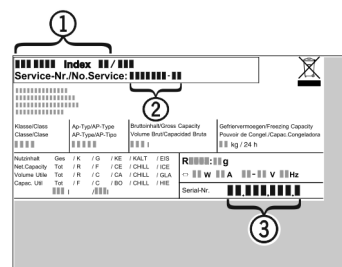 1
Index /
Service-Nr./No.Service: -
2
Klasse/Class
Classe/Clase
Ap-Typ/AP-Type
AP-Type/AP-Tipo
Bruttoinhalt/Gross Capacity
Volume Brut/Capacidad Bruta
l
Gefriervermoegen/Freezing Capacity
Pouvoir de Congel./Capac.Congeladora
kg / 24 h
Nutzinhalt Ges / K / G / KE / KALT / EIS
Net.Capacity Tot / R / F / CE / CHILL / ICE
Volume Utile Tot / R / C / CA / CHILL / GLA
Capac. Util Tot / F / C / BO / CHILL / HIE
l / l
R : g
W A - V Hz
Serial-Nr.
3